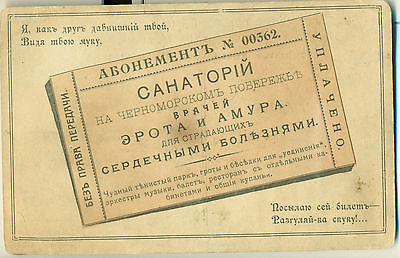 Я, какъ другъ давнишній твой,
Видя твою муку,
АБОНЕМЕНТЪ № 00362.
САНАТОРІЙ
НА ЧЕРНОМОРСКОМЪ ПОБЕРЕЖЬѢ
ВРАЧЕЙ
ЭРОТА И АМУРА.
ДЛЯ СТРАДАЮЩИХЪ
СЕРДЕЧНЫМИ БОЛѢЗНЯМИ.
Чудный тѣнистый паркъ, гроты и бесѣдки для „уединенія",
оркестры музыки, балетъ, ресторанъ съ отдѣльными ка-
бинетами и общія купанья.
БЕЗЪ ПРАВА ПЕРЕДАЧИ.
УПЛАЧЕНО.
Посылаю сей билетъ—
Разгуляй-ка скуку!...